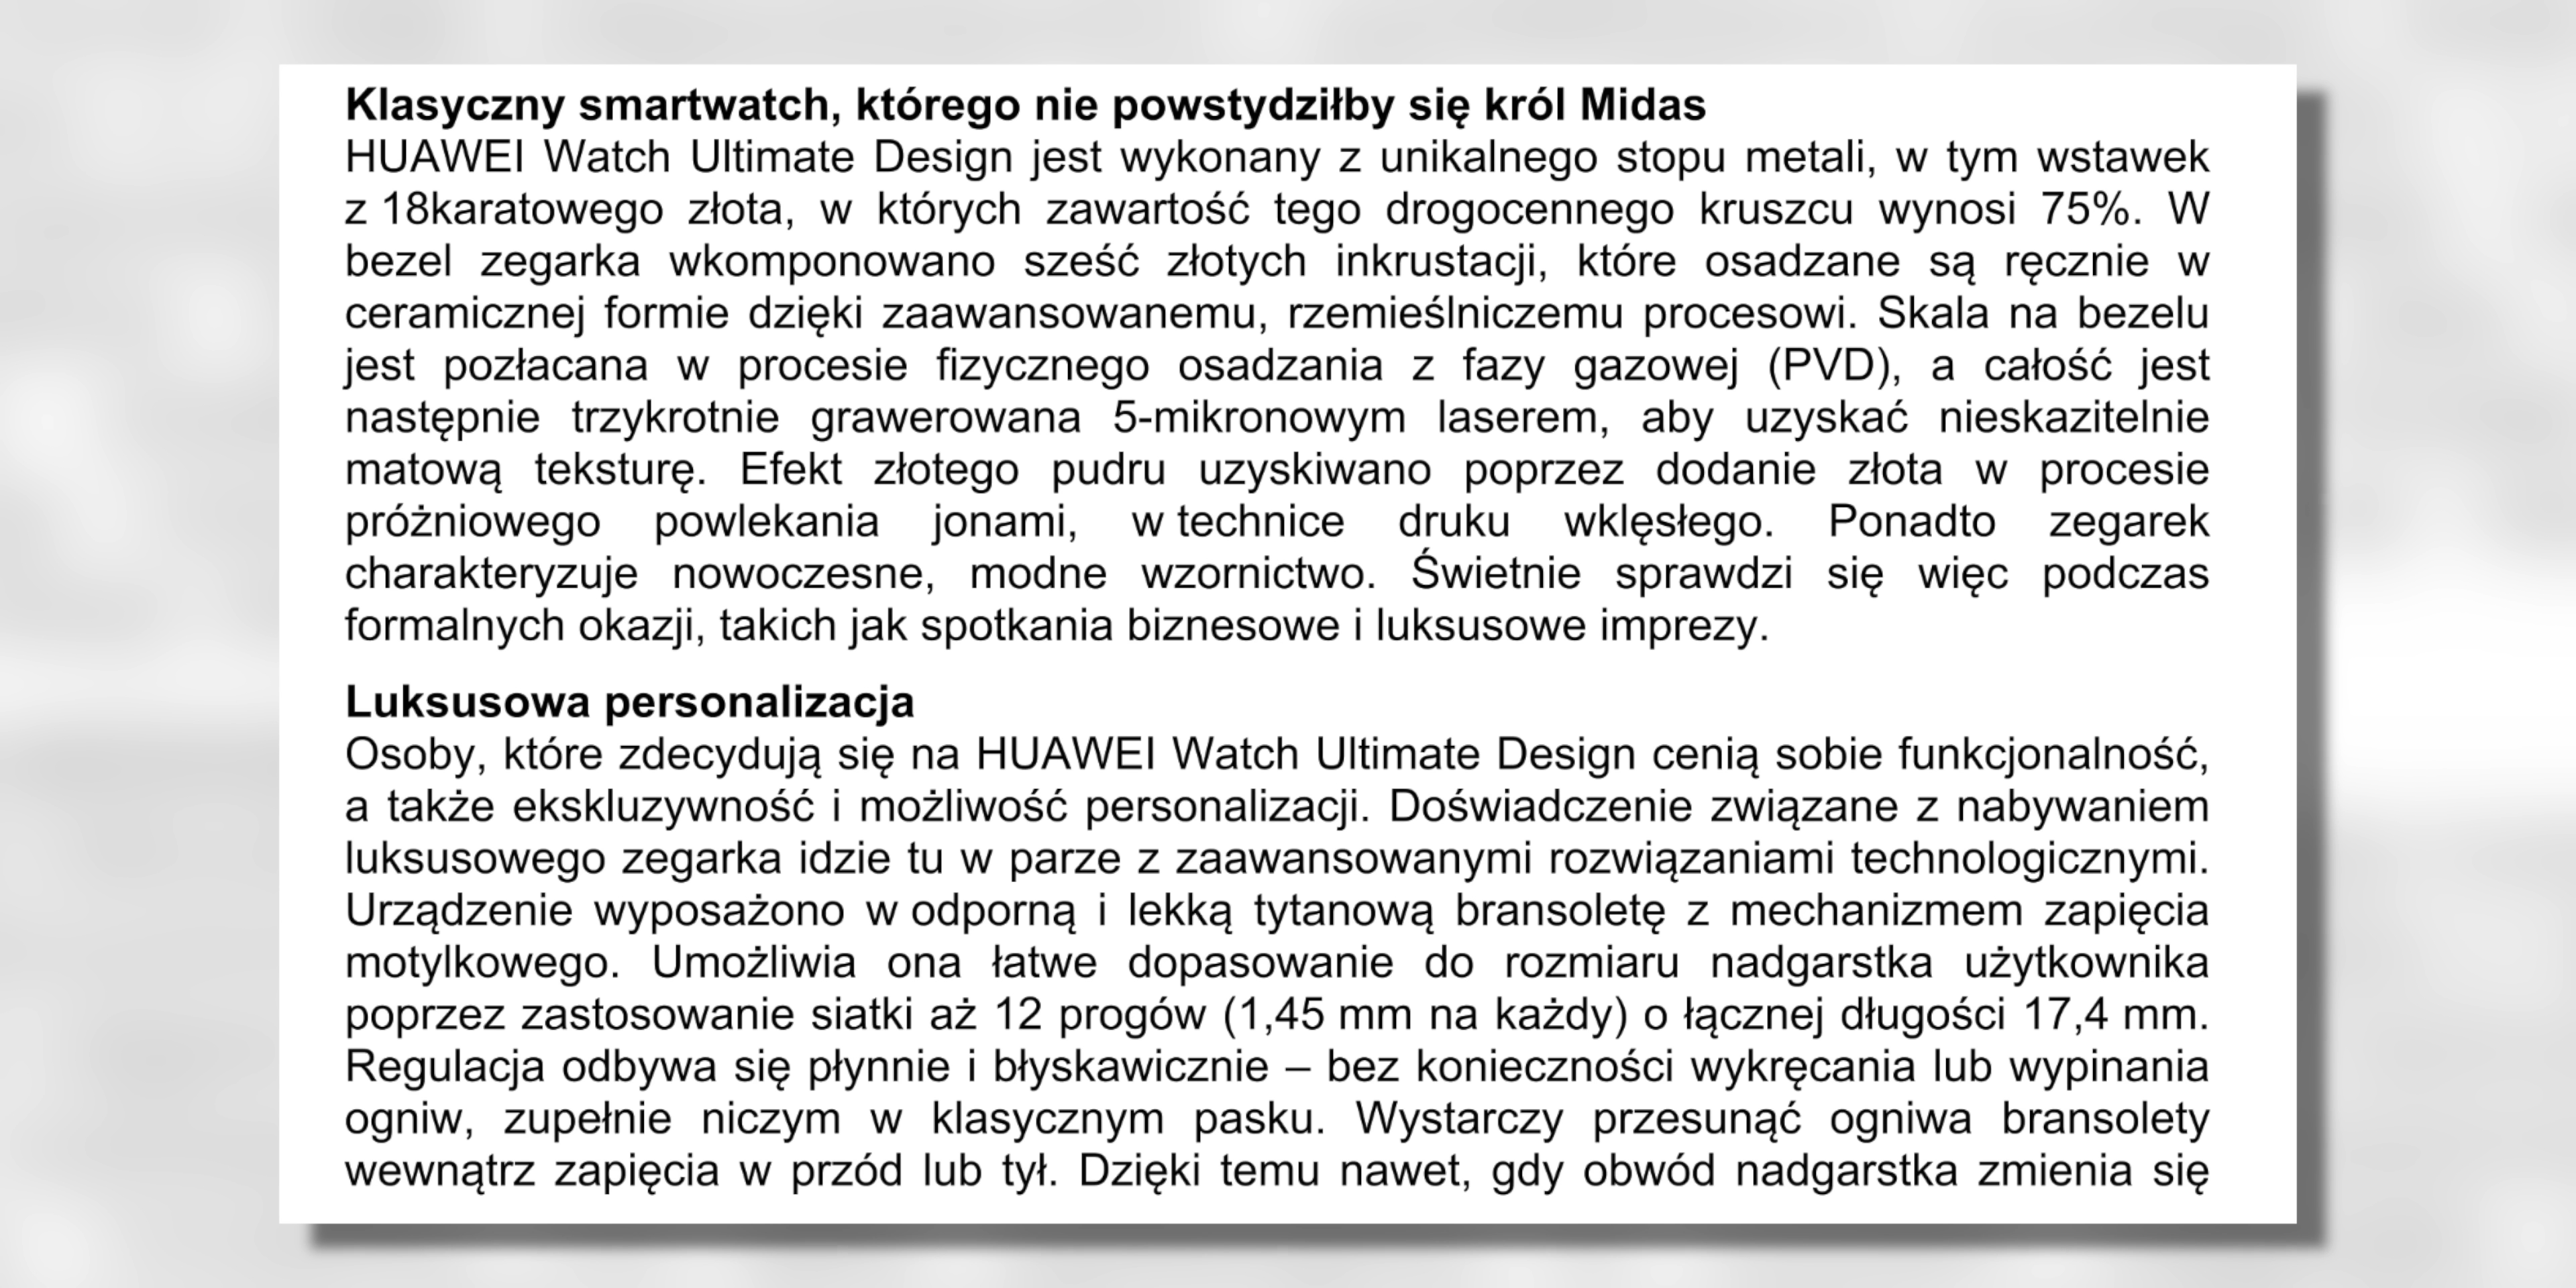 Klasyczny smartwatch, którego nie powstydziłby się król Midas
HUAWEI Watch Ultimate Design jest wykonany z unikalnego stopu metali, w tym wstawek
z 18karatowego złota, w których zawartość tego drogocennego kruszcu wynosi 75%. W
bezel zegarka wkomponowano sześć złotych inkrustacji, które osadzane są ręcznie w
ceramicznej formie dzięki zaawansowanemu, rzemieślniczemu procesowi. Skala na bezelu
jest pozłacana w procesie fizycznego osadzania z fazy gazowej (PVD), a całość jest
następnie trzykrotnie grawerowana 5-mikronowym laserem, aby uzyskać nieskazitelnie
matową teksturę. Efekt złotego pudru uzyskiwano poprzez dodanie złota w procesie
próżniowego powlekania jonami, w technice druku wklęsłego. Ponadto zegarek
charakteryzuje nowoczesne, modne wzornictwo. Świetnie sprawdzi się więc podczas
formalnych okazji, takich jak spotkania biznesowe i luksusowe imprezy.
Luksusowa personalizacja
Osoby, które zdecydują się na HUAWEI Watch Ultimate Design cenią sobie funkcjonalność,
a także ekskluzywność i możliwość personalizacji. Doświadczenie związane z nabywaniem
luksusowego zegarka idzie tu w parze z zaawansowanymi rozwiązaniami technologicznymi.
Urządzenie wyposażono w odporną i lekką tytanową bransoletę z mechanizmem zapięcia
motylkowego. Umożliwia ona łatwe dopasowanie do rozmiaru nadgarstka użytkownika
poprzez zastosowanie siatki aż 12 progów (1,45 mm na każdy) o łącznej długości 17,4 mm.
Regulacja odbywa się płynnie i błyskawicznie – bez konieczności wykręcania lub wypinania
ogniw, zupełnie niczym w klasycznym pasku. Wystarczy przesunąć ogniwa bransolety
wewnątrz zapięcia w przód lub tył. Dzięki temu nawet, gdy obwód nadgarstka zmienia się